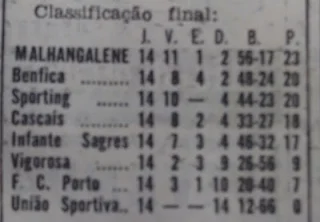 Classificação final:
J. V. E. D. B. P.
MALHANGALENE 14 11 1 2 56-17 23
Benfica ......... 14 8 4 2 48-24 20
Sporting ......... 14 10 — 4 44-23 20
Cascais ......... 14 8 2 4 33-27 18
Infante Sagres 14 7 3 4 46-32 17
Vigorosa ......... 14 2 3 9 26-56 9
F. C. Porto ... 14 3 1 10 28-40 7
União Sportiva.. 14 — — 14 12-66 0